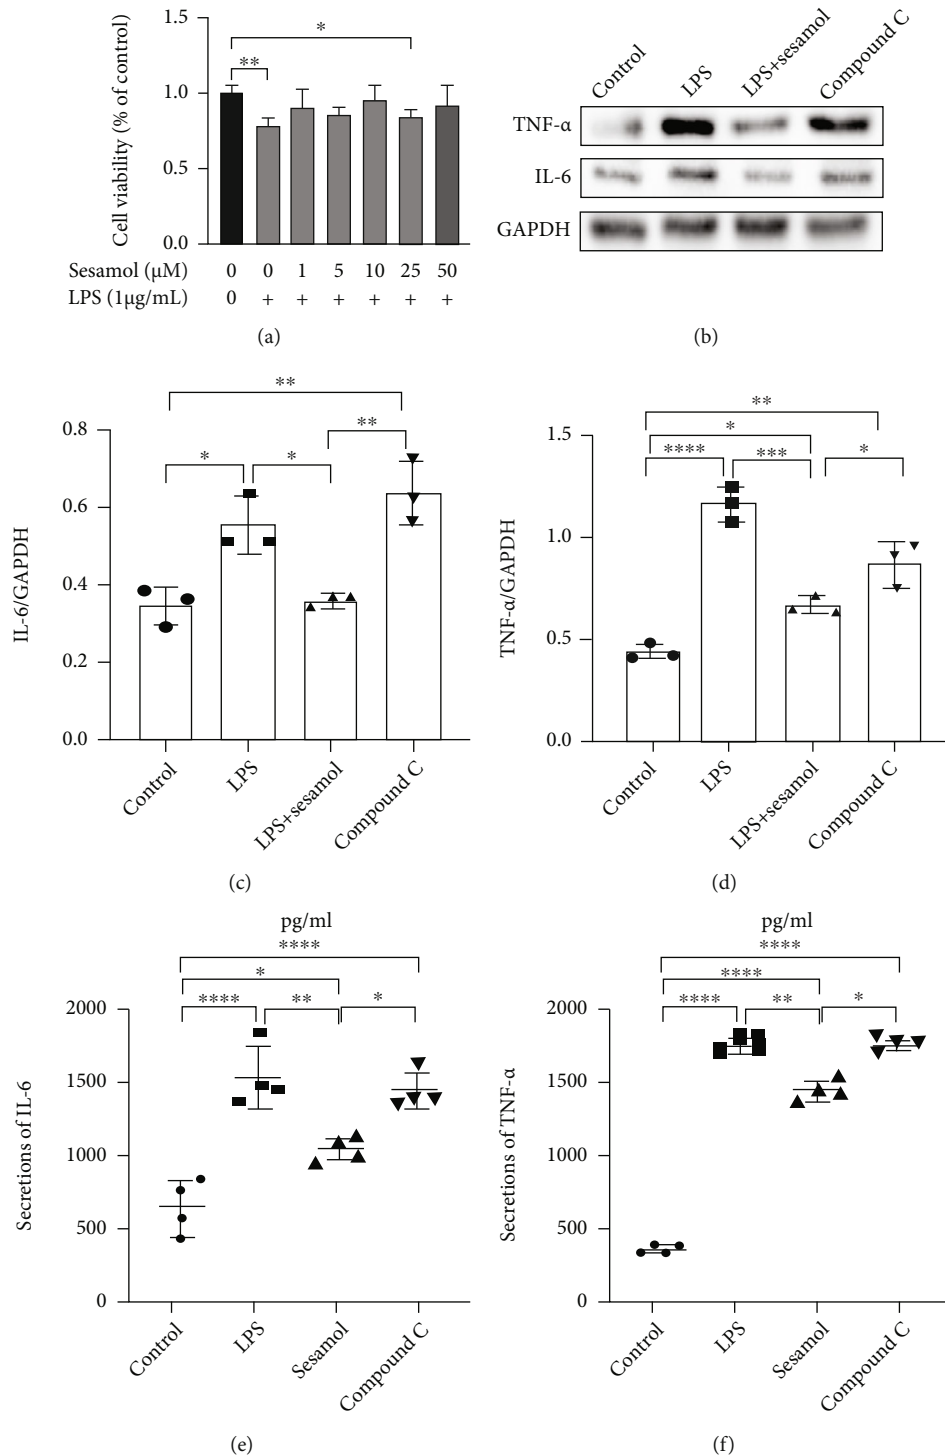 1.5
1.0
0.5
0.0
Cell viability (% of control)
**
*
Sesamol (μM) 0 0 1 5 10 25 50
LPS (1μg/mL) 0 + + + + + +
(a)
Control LPS LPS+sesamol Compound C
TNF-α
IL-6
GAPDH
(b)
**
* * **
0.8
0.6
0.4
0.2
0.0
IL-6/GAPDH
Control LPS LPS+sesamol Compound C
(c)
**
*
**** *** *
1.5
1.0
0.5
0.0
TNF-α/GAPDH
Control LPS LPS+sesamol Compound C
(d)
pg/ml
****
*
**** ** *
2000
1500
1000
500
0
Secretions of IL-6
Control LPS Sesamol Compound C
(e)
pg/ml
****
****
**** ** *
2000
1500
1000
500
0
Secretions of TNF-α
Control LPS Sesamol Compound C
(f)